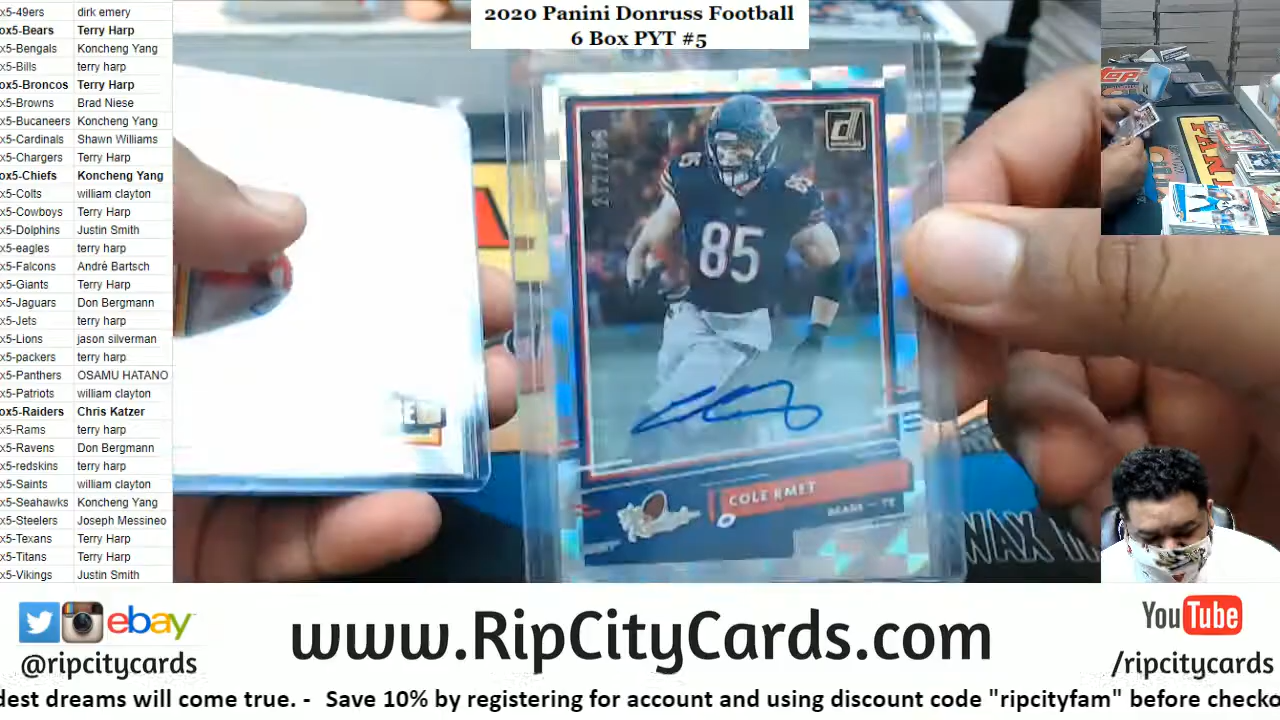 x5-49ers dirk emery
ox5-Bears Terry Harp
x5-Bengals Koncheng Yang
x5-Bills terry harp
ox5-Broncos Terry Harp
x5-Browns Brad Niese
x5-Bucaneers Koncheng Yang
x5-Cardinals Shawn Williams
x5-Chargers Terry Harp
ox5-Chiefs Koncheng Yang
x5-Colts william clayton
x5-Cowboys Terry Harp
x5-Dolphins Justin Smith
x5-eagles terry harp
x5-Falcons André Bartsch
x5-Giants Terry Harp
x5-Jaguars Don Bergmann
x5-Jets terry harp
x5-Lions jason silverman
x5-packers terry harp
x5-Panthers OSAMU HATANO
x5-Patriots william clayton
ox5-Raiders Chris Katzer
x5-Rams terry harp
x5-Ravens Don Bergmann
x5-redskins terry harp
x5-Saints william clayton
x5-Seahawks Koncheng Yang
x5-Steelers Joseph Messineo
x5-Texans Terry Harp
x5-Titans Terry Harp
x5-Vikings Justin Smith
2020 Panini Donruss Football
6 Box PYT #5
d
85
85
COLE KMET
BEARS - TE
WAX
ebay
@ripcitycards
www.RipCityCards.com
YouTube
/ripcitycards
dest dreams will come true. - Save 10% by registering for account and using discount code "ripcityfam" before checko